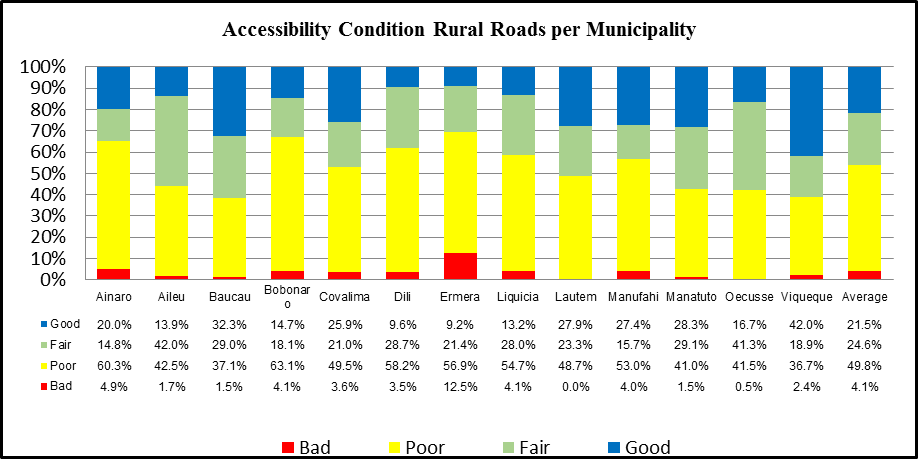 Accessibility Condition Rural Roads per Municipality
100%
90%
80%
70%
60%
50%
40%
30%
20%
10%
0%
Ainaro Aileu Baucau Bobonar
o Covalima Dili Ermera Liquicia Lautem Manufahi Manatuto Oecusse Viqueque Average
Good 20.0% 13.9% 32.3% 14.7% 25.9% 9.6% 9.2% 13.2% 27.9% 27.4% 28.3% 16.7% 42.0% 21.5%
Fair 14.8% 42.0% 29.0% 18.1% 21.0% 28.7% 21.4% 28.0% 23.3% 15.7% 29.1% 41.3% 18.9% 24.6%
Poor 60.3% 42.5% 37.1% 63.1% 49.5% 58.2% 56.9% 54.7% 48.7% 53.0% 41.0% 41.5% 36.7% 49.8%
Bad 4.9% 1.7% 1.5% 4.1% 3.6% 3.5% 12.5% 4.1% 0.0% 4.0% 1.5% 0.5% 2.4% 4.1%
Bad Poor Fair Good